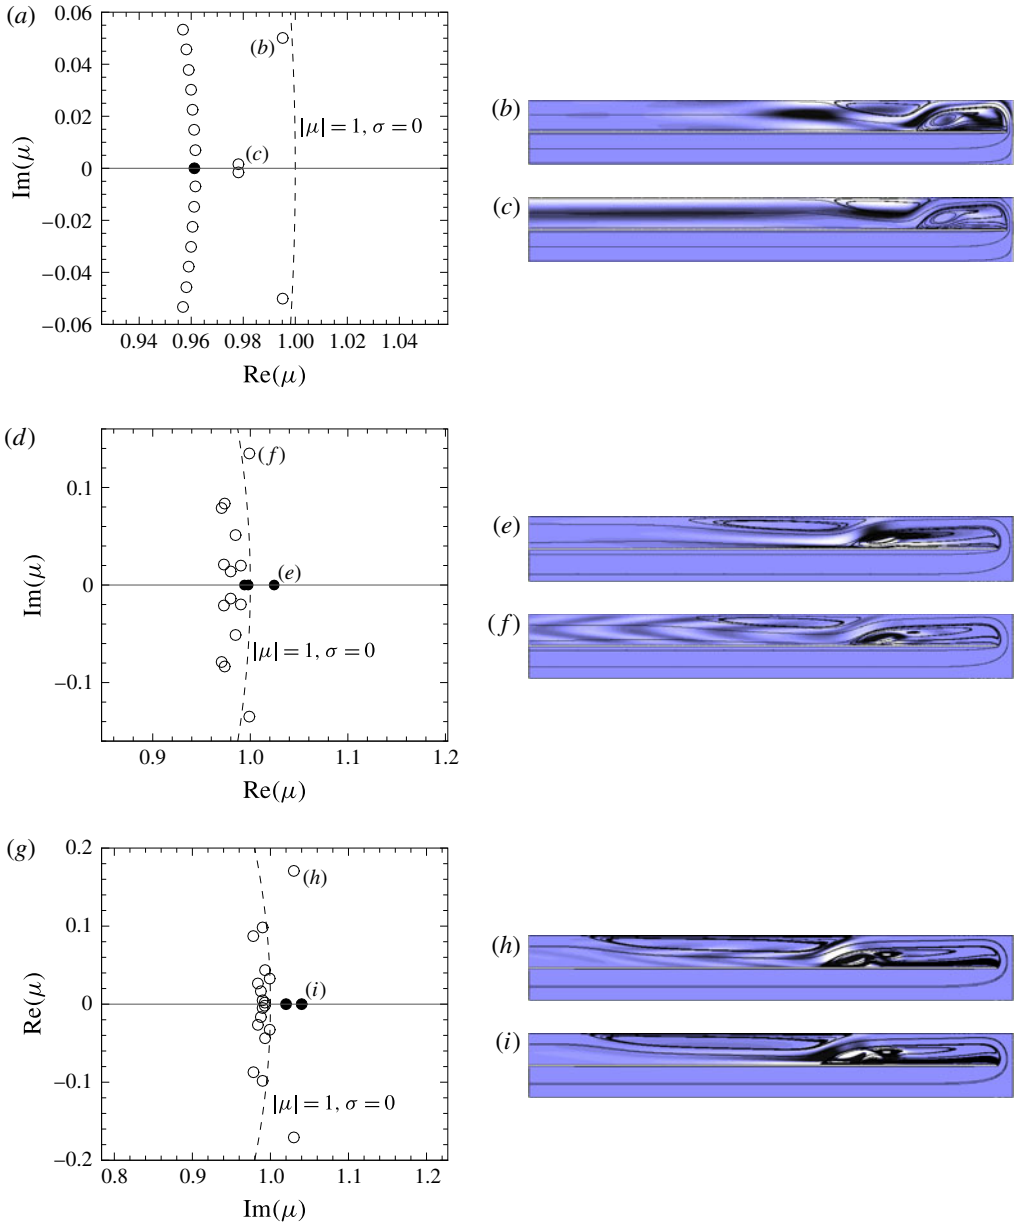 (a)
0.06
0.04
0.02
0
−0.02
−0.04
−0.06
Im(μ)
(b)
|μ| = 1, σ = 0
(c)
0.94 0.96 0.98 1.00 1.02 1.04
Re(μ)
(b)
(c)
(d)
0.1
0
−0.1
Im(μ)
(f)
(e)
|μ| = 1, σ = 0
0.9 1.0 1.1 1.2
Re(μ)
(e)
(f)
(g)
0.2
0.1
0
−0.1
−0.2
Re(μ)
(h)
(i)
|μ| = 1, σ = 0
0.8 0.9 1.0 1.1 1.2
Im(μ)
(h)
(i)